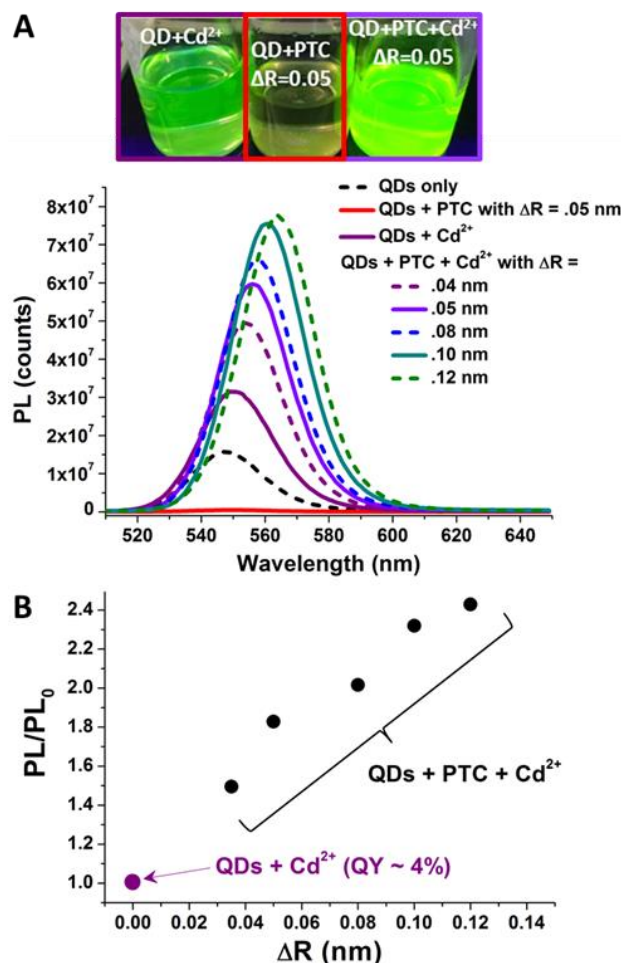 A
QD+Cd²⁺
QD+PTC
ΔR=0.05
QD+PTC+Cd²⁺
ΔR=0.05
QDs only
QDs + PTC with ΔR = .05 nm
QDs + Cd²⁺
QDs + PTC + Cd²⁺ with ΔR =
.04 nm
.05 nm
.08 nm
.10 nm
.12 nm
PL (counts)
8x10⁷
7x10⁷
6x10⁷
5x10⁷
4x10⁷
3x10⁷
2x10⁷
1x10⁷
0
520 540 560 580 600 620 640
Wavelength (nm)
B
PL/PL₀
2.4
2.2
2.0
1.8
1.6
1.4
1.2
1.0
QDs + PTC + Cd²⁺
QDs + Cd²⁺ (QY ~ 4%)
0.00 0.02 0.04 0.06 0.08 0.10 0.12 0.14
ΔR (nm)